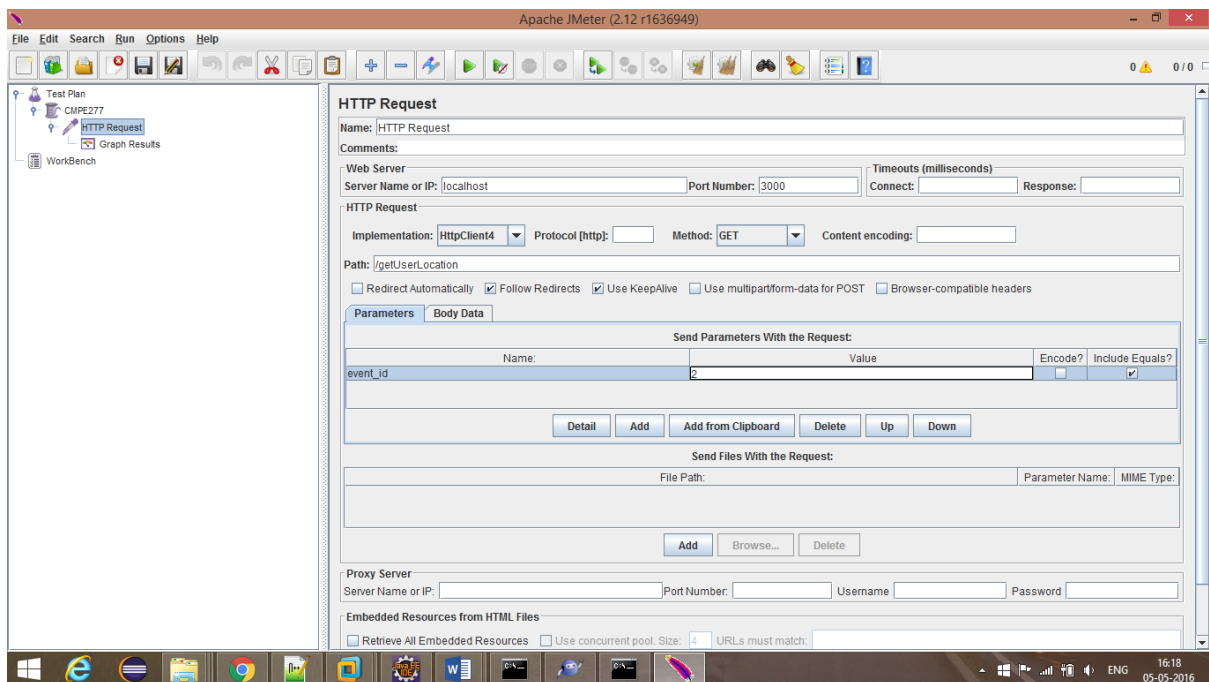 Apache JMeter (2.12 r1636949)
File Edit Search Run Options Help
0 0 / 0
Test Plan
CMPE277
HTTP Request
Graph Results
WorkBench
HTTP Request
Name: HTTP Request
Comments:
Web Server
Timeouts (milliseconds)
Server Name or IP: localhost Port Number: 3000 Connect: Response:
HTTP Request
Implementation: HttpClient4 Protocol [http]: Method: GET Content encoding:
Path: /getUserLocation
Redirect Automatically Follow Redirects Use KeepAlive Use multipart/form-data for POST Browser-compatible headers
Parameters Body Data
Send Parameters With the Request:
Name: Value Encode? Include Equals?
event_id 2
Detail Add Add from Clipboard Delete Up Down
Send Files With the Request:
File Path: Parameter Name: MIME Type:
Add Browse... Delete
Proxy Server
Server Name or IP: Port Number: Username Password
Embedded Resources from HTML Files
Retrieve All Embedded Resources Use concurrent pool. Size: 4 URLs must match:
ENG 16:18
05-05-2016